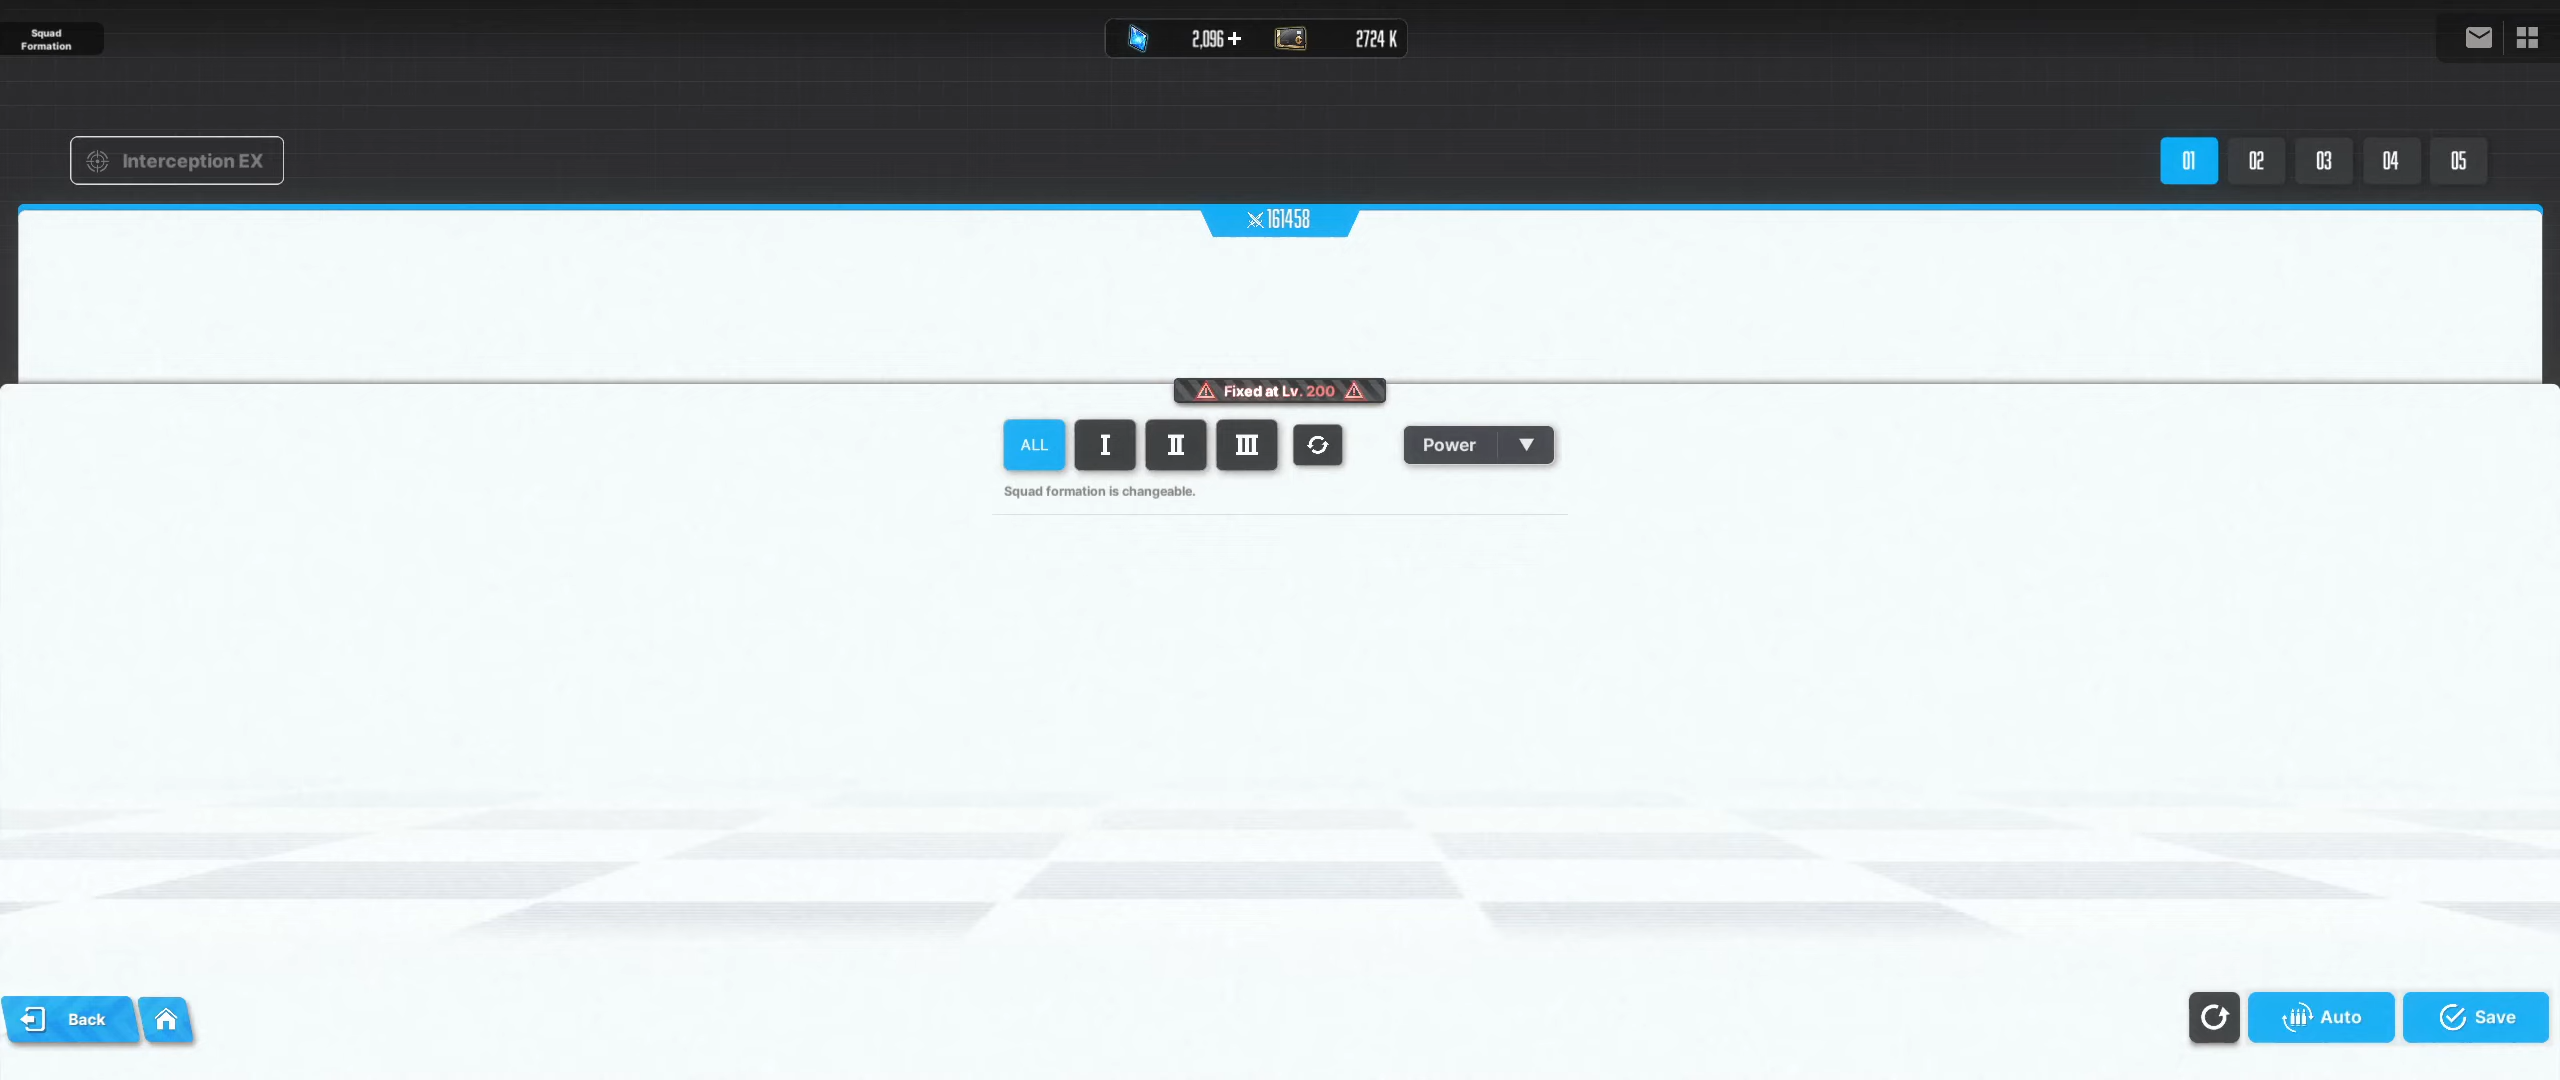 Squad
Formation
2,096 +
2724 K
Interception EX
01 02 03 04 05
161458
Fixed at Lv. 200
ALL I II III
Power
Squad formation is changeable.
Back
Auto
Save